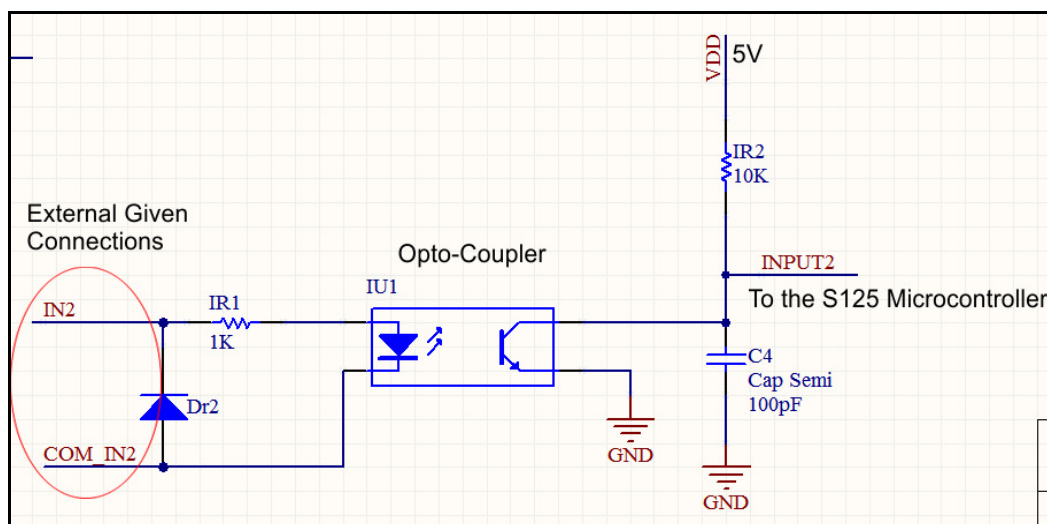 VDD
5V
IR2
10K
External Given
Connections
Opto-Coupler
INPUT2
To the S125 Microcontroller
IU1
IN2
IR1
1K
C4
Cap Semi
100pF
Dr2
COM_IN2
GND
GND